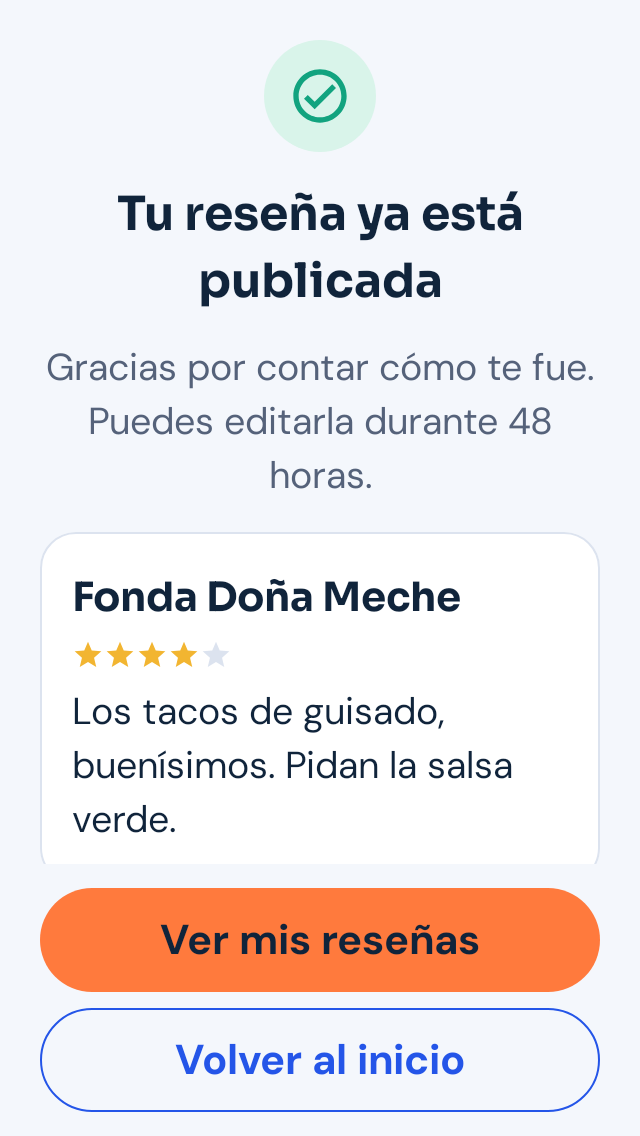 Tu reseña ya está
publicada
Gracias por contar cómo te fue.
Puedes editarla durante 48
horas.
Fonda Doña Meche
Los tacos de guisado,
buenísimos. Pidan la salsa
verde.
Ver mis reseñas
Volver al inicio